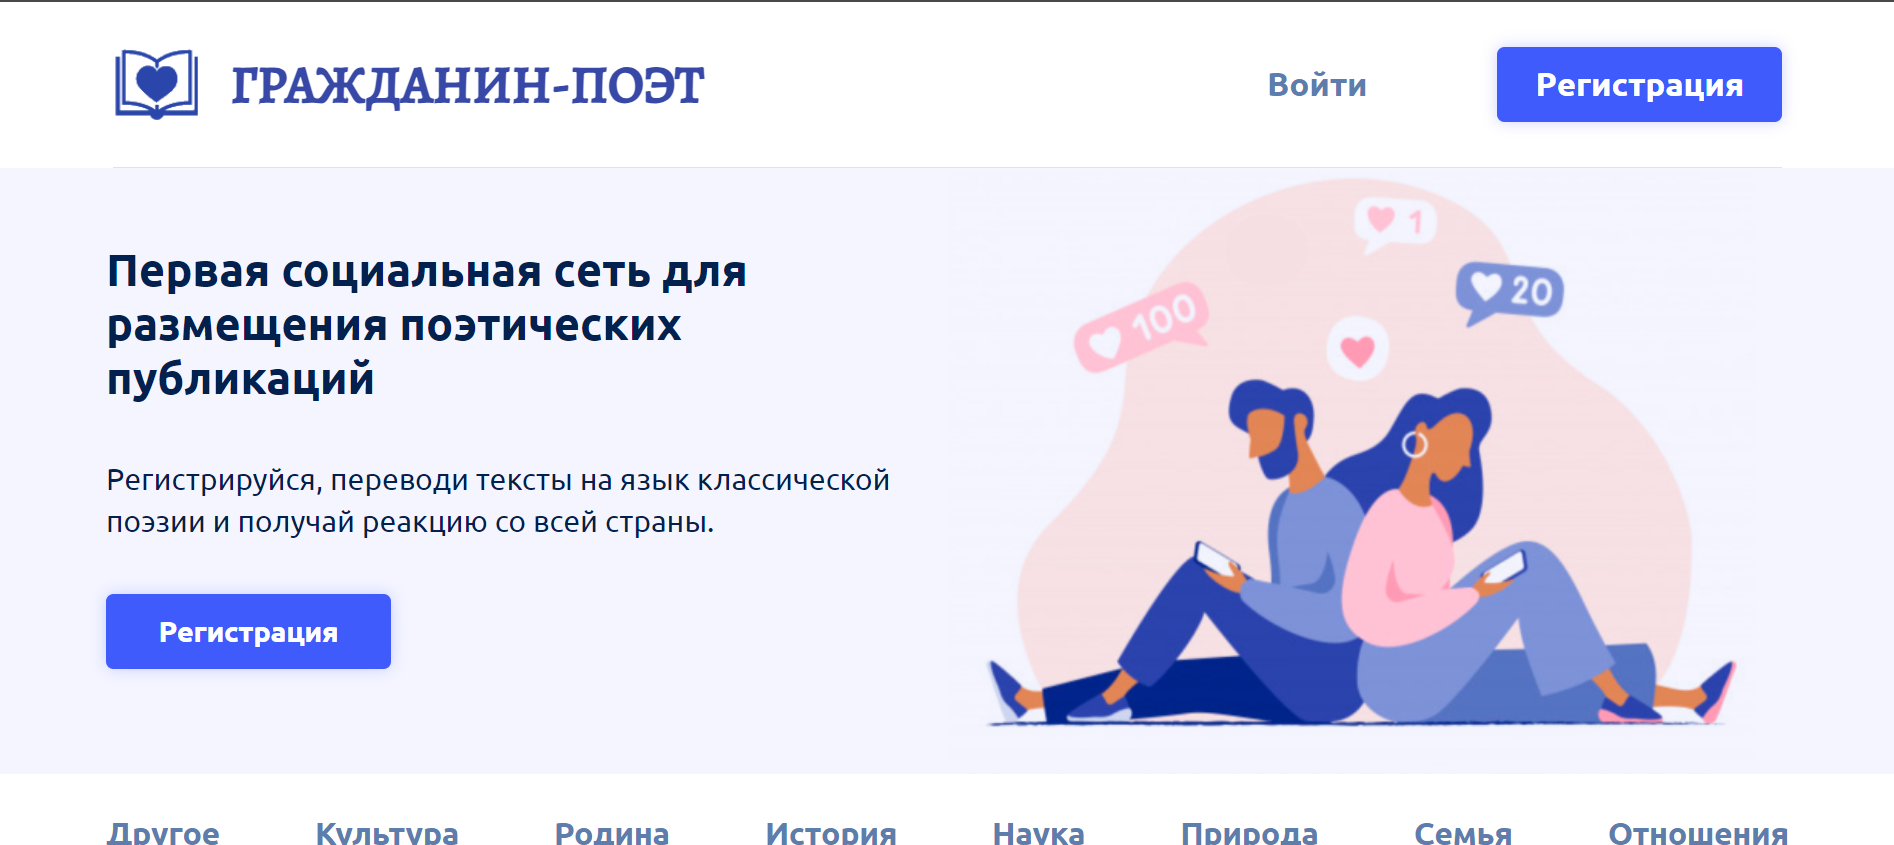 ГРАЖДАНИН-ПОЭТ
Войти
Регистрация
Первая социальная сеть для
размещения поэтических
публикаций
Регистрируйся, переводи тексты на язык классической
поэзии и получай реакцию со всей страны.
Регистрация
1
20
100
Другое Культура Родина История Наука Природа Семья Отношения